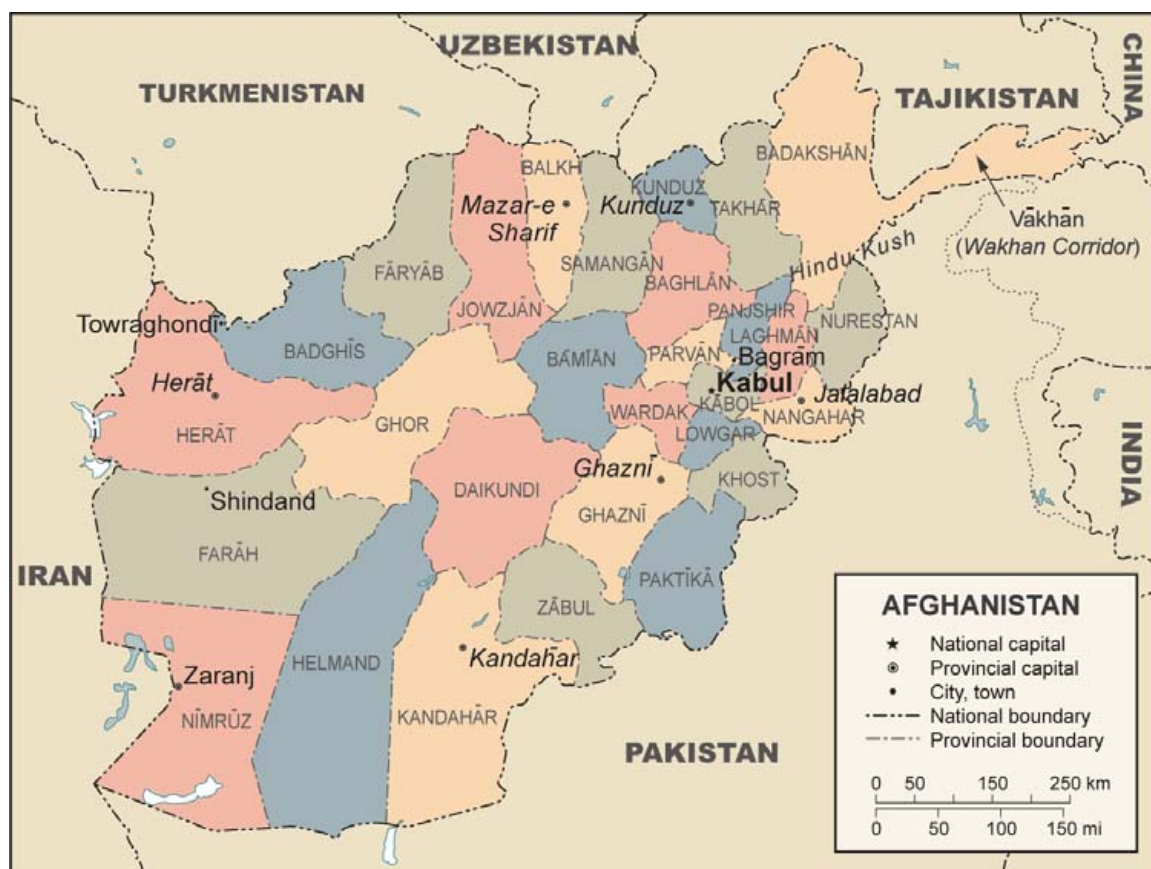 UZBEKISTAN
CHINA
TURKMENISTAN
TAJIKISTAN
BADAKSHĀN
BALKH
KUNDUZ
Mazar-e
Sharif
Kunduz
TAKHĀR
Vākhān
(Wakhan Corridor)
Hindu Kush
FĀRYĀB
SAMANGĀN
BAGHLĀN
JOWZJĀN
PANJSHIR
NURESTAN
Towraghondī
LAGHMĀN
BADGHĪS
BĀMĪĀN
PARVĀN
Bagrām
Herāt
Kabul
KĀBOL
Jalalabad
WARDAK
NANGAHAR
GHOR
HERĀT
LOWGAR
INDIA
Ghaznī
KHOST
DAIKUNDI
Shindand
GHAZNĪ
FARĀH
IRAN
PAKTĪKĀ
ZĀBUL
HELMAND
Kandahār
Zaranj
NĪMRŪZ
KANDAHĀR
PAKISTAN
AFGHANISTAN
National capital
Provincial capital
City, town
National boundary
Provincial boundary
0 50 150 250 km
0 50 100 150 mi